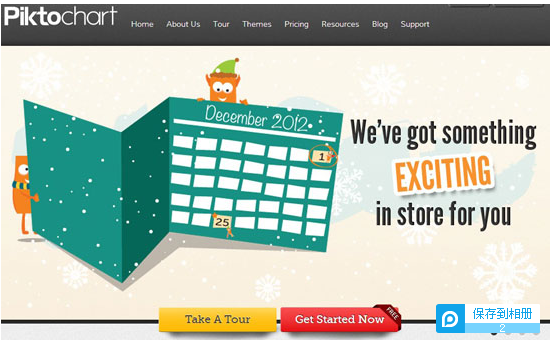 Piktochart
Home About Us Tour Themes Pricing Resources Blog Support
December 2012
1
25
We've got something
EXCITING
in store for you
Take A Tour
Get Started Now
FREE
保存到相册
2